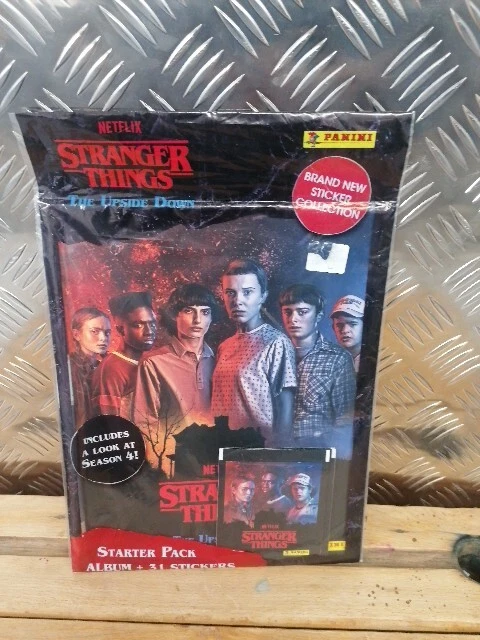 NETFLIX
STRANGER
THINGS
THE UPSIDE DOWN
PANINI
BRAND NEW
STICKER
COLLECTION
INCLUDES
A LOOK AT
SEASON 4!
STARTER PACK
ALBUM + 31 STICKERS
NETFLIX
STRANGER
THINGS
PANINI